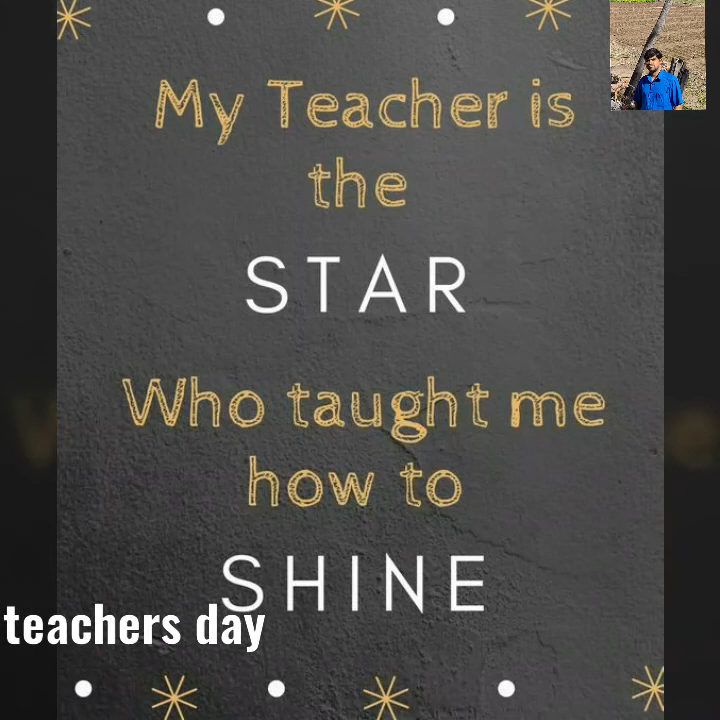 My Teacher is
the
STAR
Who taught me
how to
SHINE
teachers day